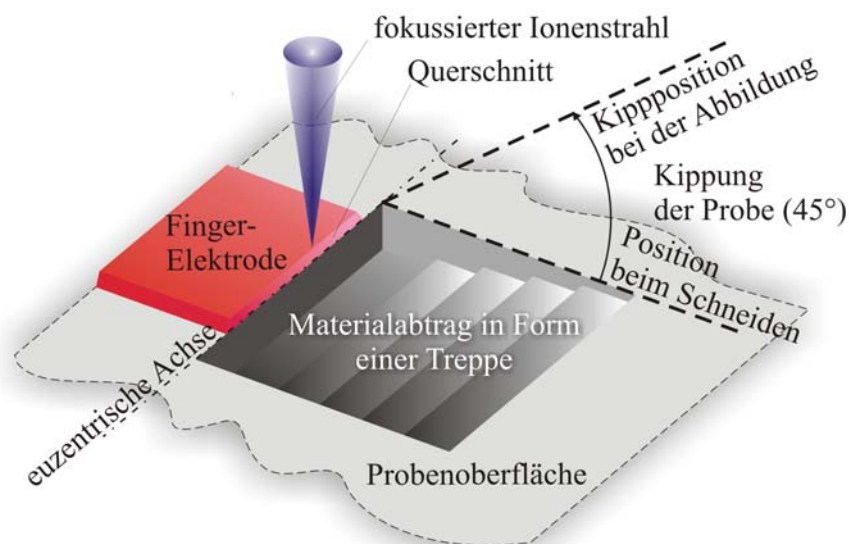 fokussierter Ionenstrahl
Querschnitt
Kippposition
bei der Abbildung
Kippung
der Probe (45°)
Finger-
Elektrode
Position
beim Schneiden
Materialabtrag in Form
einer Treppe
euzentrische Achse
Probenoberfläche